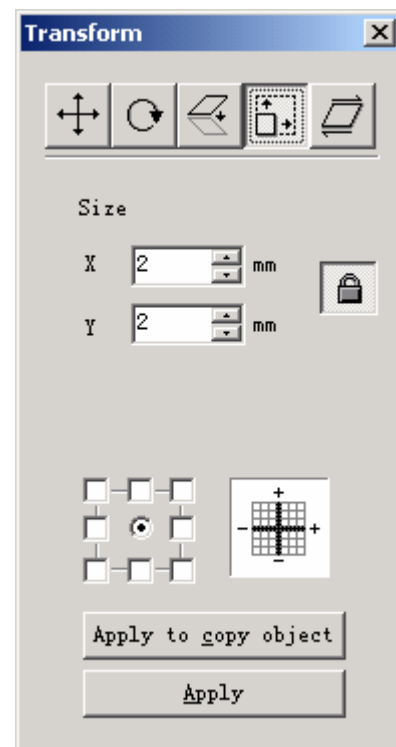 Transform
Size
X 2 mm
Y 2 mm
Apply to copy object
Apply